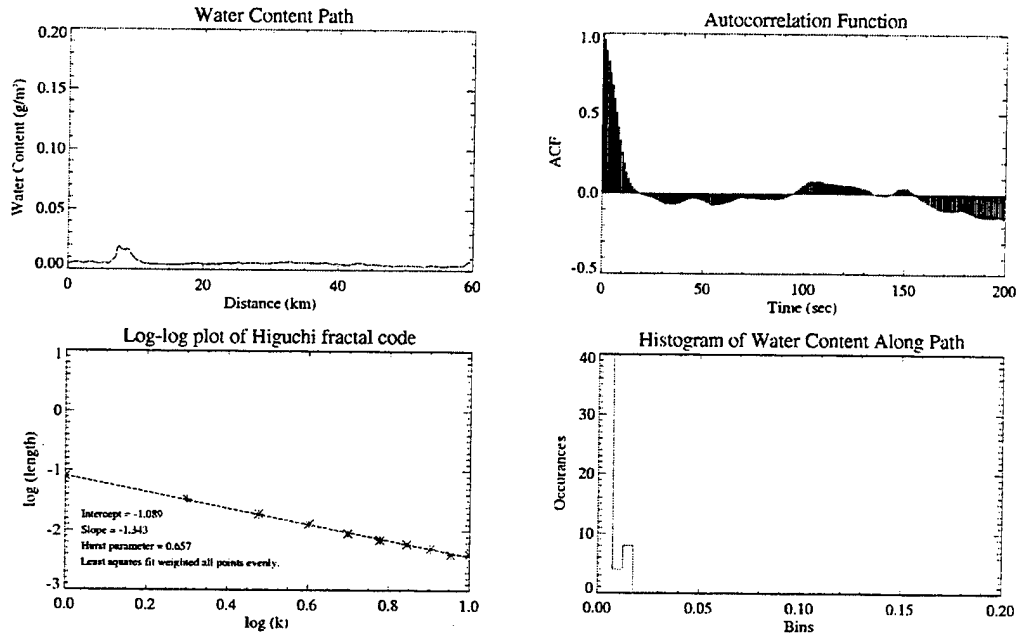 Water Content Path
0.20
0.15
0.10
0.05
0.00
Water Content (g/m³)
0
20
40
60
Distance (km)
Autocorrelation Function
1.0
0.5
0.0
-0.5
ACF
0
50
100
150
200
Time (sec)
Log-log plot of Higuchi fractal code
1
0
-1
-2
-3
log (length)
Intercept = -1.089
Slope = -1.343
Hurst parameter = 0.657
Least squares fit weighted all points evenly.
0.0
0.2
0.4
0.6
0.8
1.0
log (k)
Histogram of Water Content Along Path
40
30
20
10
0
Occurances
0.00
0.05
0.10
0.15
0.20
Bins